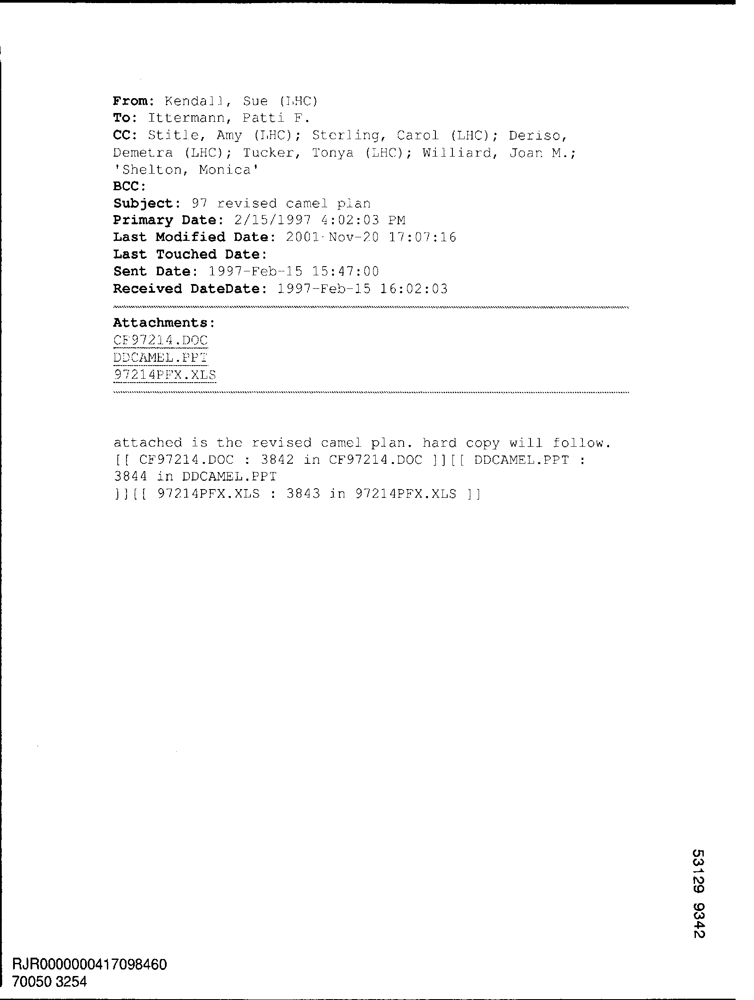 From: Kendall, Sue (LHC)
To: Ittermann, Patti F.
CC: Stitle, Amy (LHC); Sterling, Carol (LHC); Deriso,
Demetra (LHC); Tucker, Tonya (LHC); Williard, Joan M.;
'Shelton, Monica'
BCC:
Subject: 97 revised camel plan
Primary Date: 2/15/1997 4:02:03 PM
Last Modified Date: 2001-Nov-20 17:07:16
Last Touched Date:
Sent Date: 1997-Feb-15 15:47:00
Received DateDate: 1997-Feb-15 16:02:03
Attachments:
CF97214.DOC
DDCAMEL.PPT
97214PFX.XLS
attached is the revised camel plan. hard copy will follow.
[[ CF97214.DOC : 3842 in CF97214.DOC ]][[ DDCAMEL.PPT :
3844 in DDCAMEL.PPT
]][[ 97214PFX.XLS : 3843 in 97214PFX.XLS ]]
53129 9342
RJR0000000417098460
70050 3254